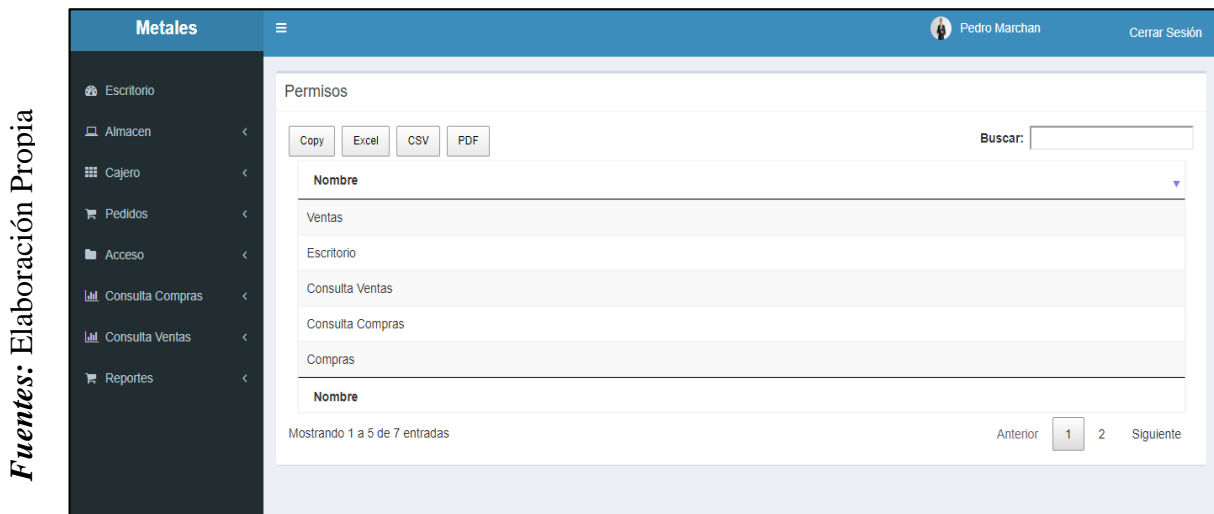 Fuentes: Elaboración Propia
Metales
Pedro Marchan
Cerrar Sesión
Escritorio
Almacen
Cajero
Pedidos
Acceso
Consulta Compras
Consulta Ventas
Reportes
Permisos
Copy Excel CSV PDF
Buscar:
Nombre
Ventas
Escritorio
Consulta Ventas
Consulta Compras
Compras
Nombre
Mostrando 1 a 5 de 7 entradas
Anterior 1 2 Siguiente